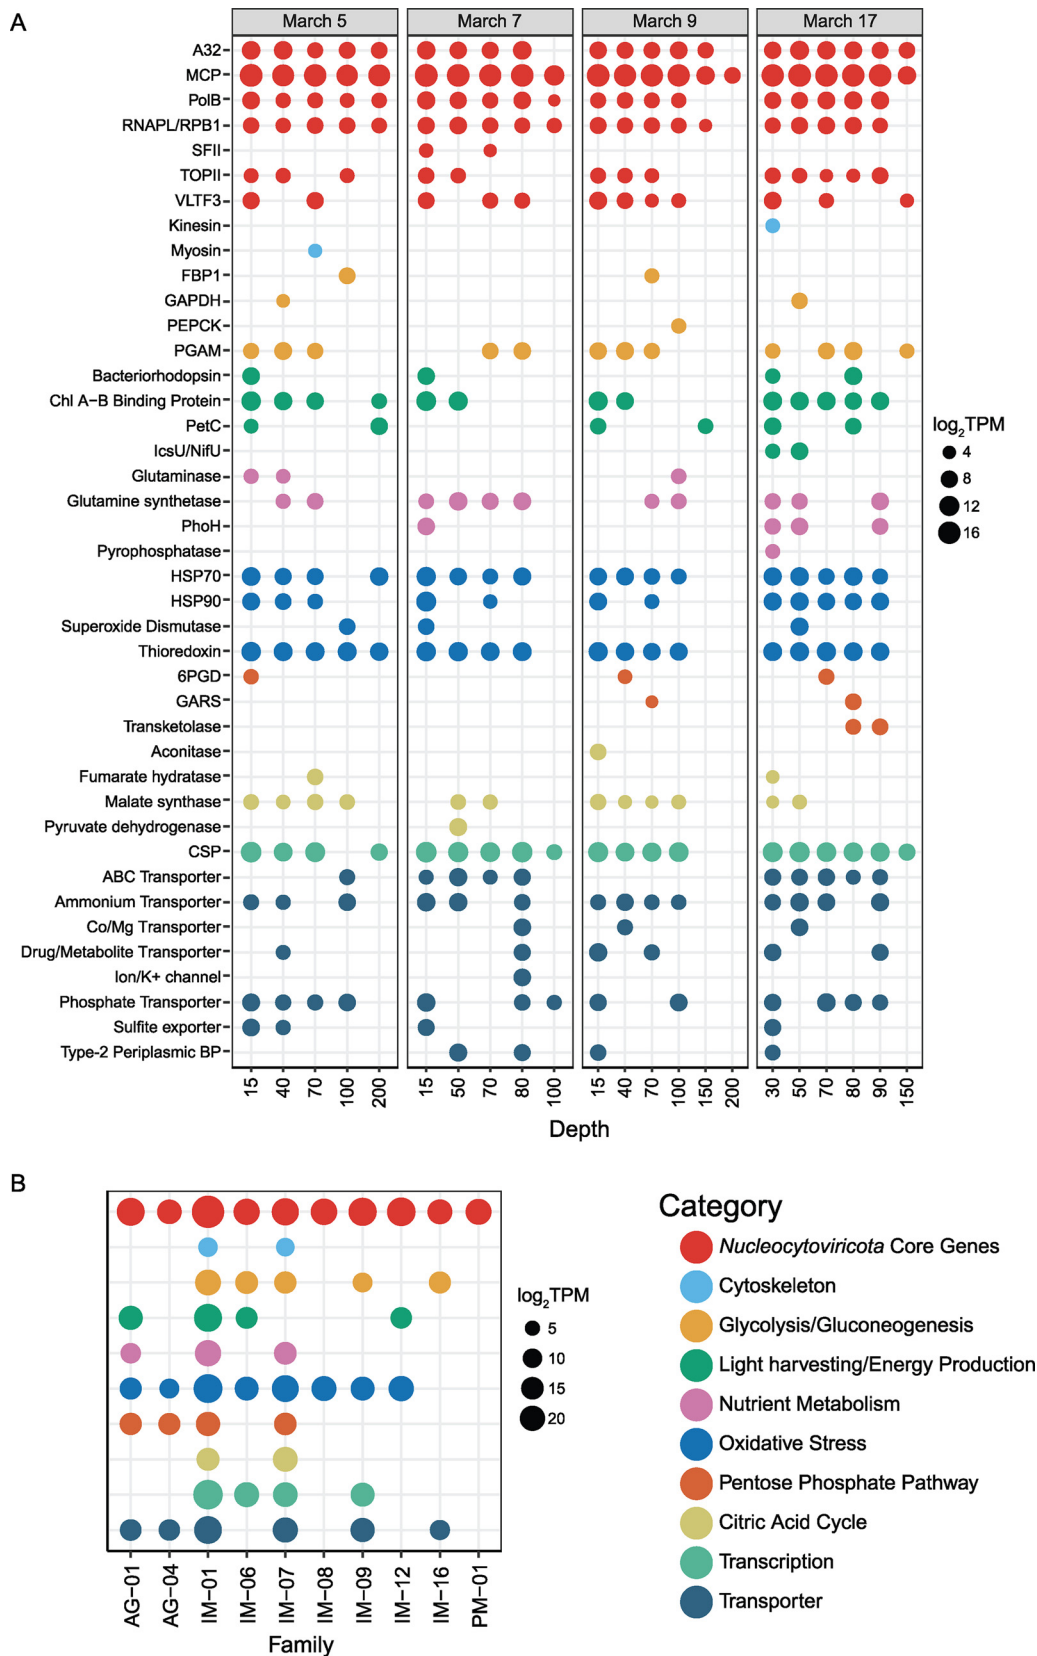 A
March 5
March 7
March 9
March 17
A32
MCP
PolB
RNAPL/RPB1
SFII
TOPII
VLTF3
Kinesin
Myosin
FBP1
GAPDH
PEPCK
PGAM
Bacteriorhodopsin
Chl A−B Binding Protein
PetC
IcsU/NifU
Glutaminase
Glutamine synthetase
PhoH
Pyrophosphatase
HSP70
HSP90
Superoxide Dismutase
Thioredoxin
6PGD
GARS
Transketolase
Aconitase
Fumarate hydratase
Malate synthase
Pyruvate dehydrogenase
CSP
ABC Transporter
Ammonium Transporter
Co/Mg Transporter
Drug/Metabolite Transporter
Ion/K+ channel
Phosphate Transporter
Sulfite exporter
Type-2 Periplasmic BP
15 40 70 100 200
15 50 70 80 100
15 40 70 100 150 200
30 50 70 80 90 150
Depth
log₂TPM
4
8
12
16
B
AG−01 AG−04 IM−01 IM−06 IM−07 IM−08 IM−09 IM−12 IM−16 PM−01
Family
log₂TPM
5
10
15
20
Category
Nucleocytoviricota Core Genes
Cytoskeleton
Glycolysis/Gluconeogenesis
Light harvesting/Energy Production
Nutrient Metabolism
Oxidative Stress
Pentose Phosphate Pathway
Citric Acid Cycle
Transcription
Transporter